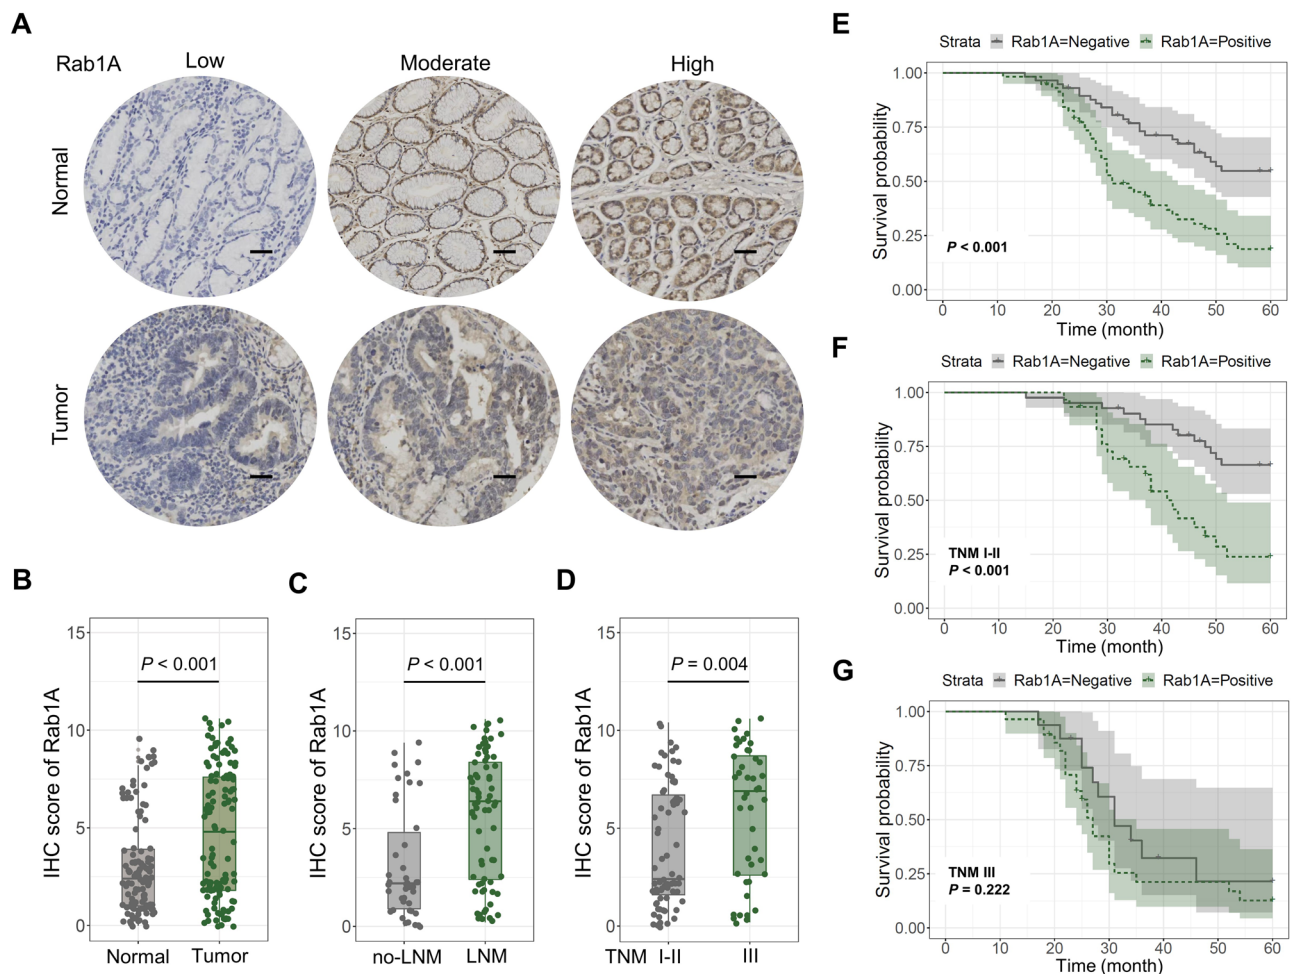 A
Rab1A
Low
Moderate
High
Normal
Tumor
B
IHC score of Rab1A
15
10
5
0
P < 0.001
Normal
Tumor
C
IHC score of Rab1A
15
10
5
0
P < 0.001
no-LNM
LNM
D
IHC score of Rab1A
15
10
5
0
P = 0.004
TNM I-II
III
E
Strata Rab1A=Negative Rab1A=Positive
Survival probability
1.00
0.75
0.50
0.25
0.00
P < 0.001
0 10 20 30 40 50 60
Time (month)
F
Strata Rab1A=Negative Rab1A=Positive
Survival probability
1.00
0.75
0.50
0.25
0.00
TNM I-II
P < 0.001
0 10 20 30 40 50 60
Time (month)
G
Strata Rab1A=Negative Rab1A=Positive
Survival probability
1.00
0.75
0.50
0.25
0.00
TNM III
P = 0.222
0 10 20 30 40 50 60
Time (month)